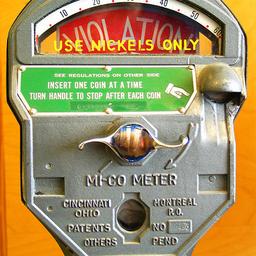 10 20 30 40 50 60
VIOLATION
USE NICKELS ONLY
SEE REGULATIONS ON OTHER SIDE
INSERT ONE COIN AT A TIME
TURN HANDLE TO STOP AFTER EACH COIN
MI-CO METER
CINCINNATI MONTREAL
OHIO P.Q.
PATENTS NO
OTHERS PEND